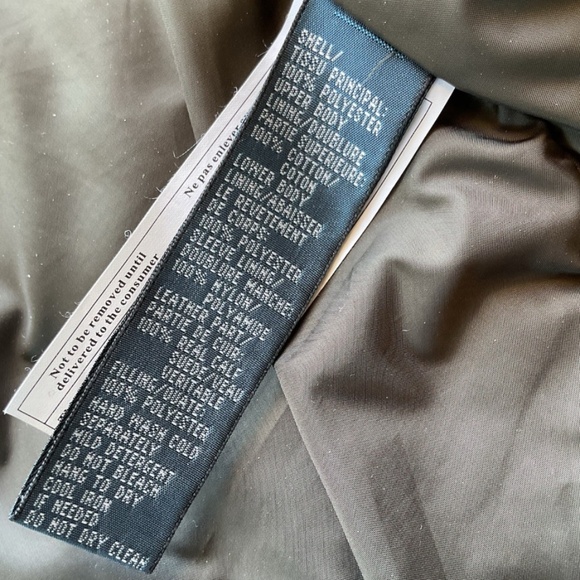 SHELL/
TISSU PRINCIPAL:
100% POLYESTER
UPPER BODY
LINING/DOUBLURE
PARTIE SUPERIEURE:
100% COTTON/
COTON
LOWER BODY
LINING/ABAISSER
LE REVETEMENT
DE CORPS:
100% POLYESTER
SLEEVE LINING/
DOUBLURE MANCHE:
100% NYLON/
POLYAMIDE
LEATHER PART/
PARTIE DE CUIR:
100% REAL CALF
SUEDE/VEAU
VERITABLE
FILLING/OUATE:
100% POLYESTER
HAND WASH COLD
SEPARATELY
MILD DETERGENT
DO NOT BLEACH
HANG TO DRY
COOL IRON
IF NEEDED
DO NOT DRY CLEAN
Not to be removed until
delivered to the consumer
Ne pas enlever